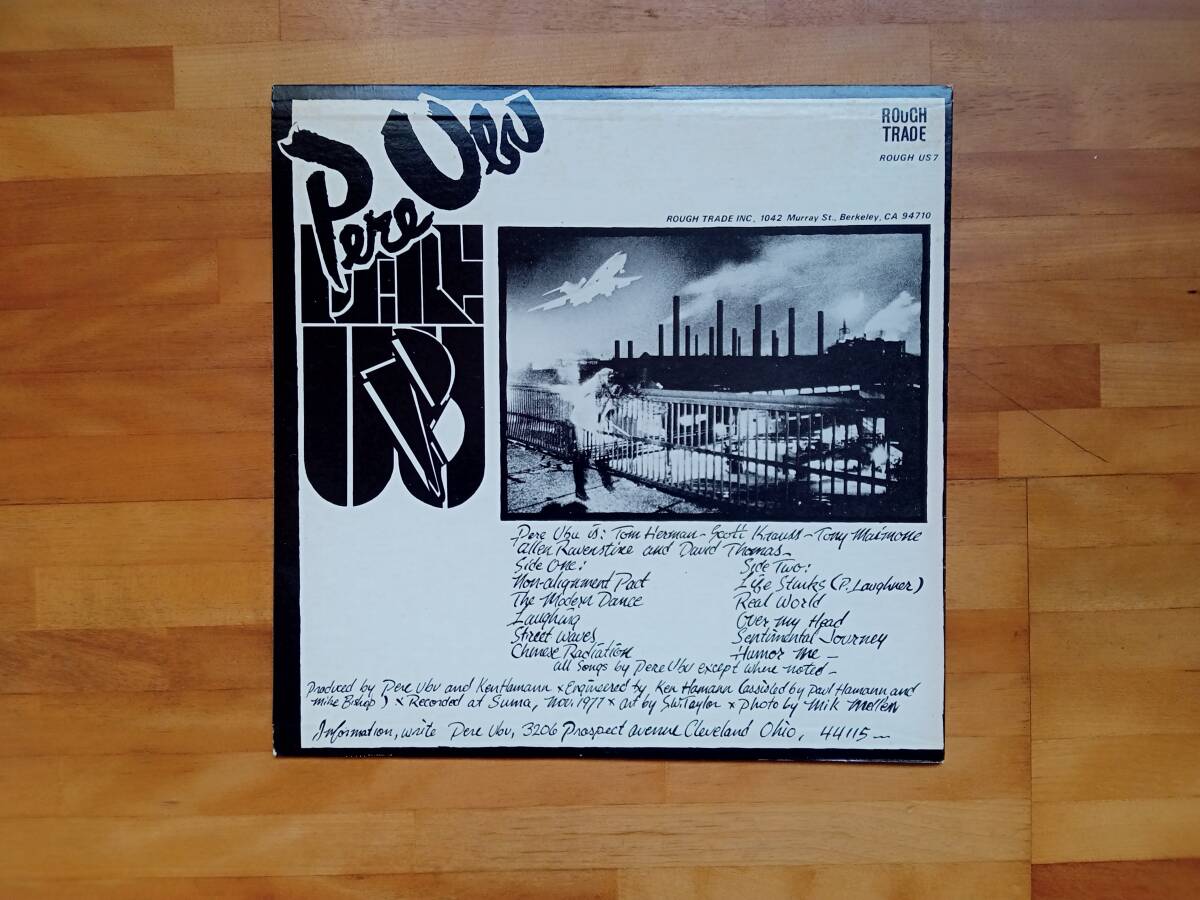 Pere Ubu
PERE
UBU
ROUGH
TRADE
ROUGH US7
ROUGH TRADE INC, 1042 Murray St., Berkeley, CA 94710
Pere Ubu is: Tom Herman - Scott Krauss - Tony Maimone
Allen Ravenstine and David Thomas -
Side One:
Non-alignment Pact
The Modern Dance
Laughing
Street Waves
Chinese Radiation
Side Two:
Life Stinks (P. Laughner)
Real World
Over my Head
Sentimental Journey
Humor me -
all songs by Pere Ubu except where noted -
Produced by Pere Ubu and Ken Hamann x Engineered by Ken Hamann (assisted by Paul Hamann and
Mike Bishop) x Recorded at Suma, Nov. 1977 x art by S.W. Taylor x Photo by Mik Mellen
Information, write Pere Ubu, 3206 Prospect avenue Cleveland Ohio, 44115 -